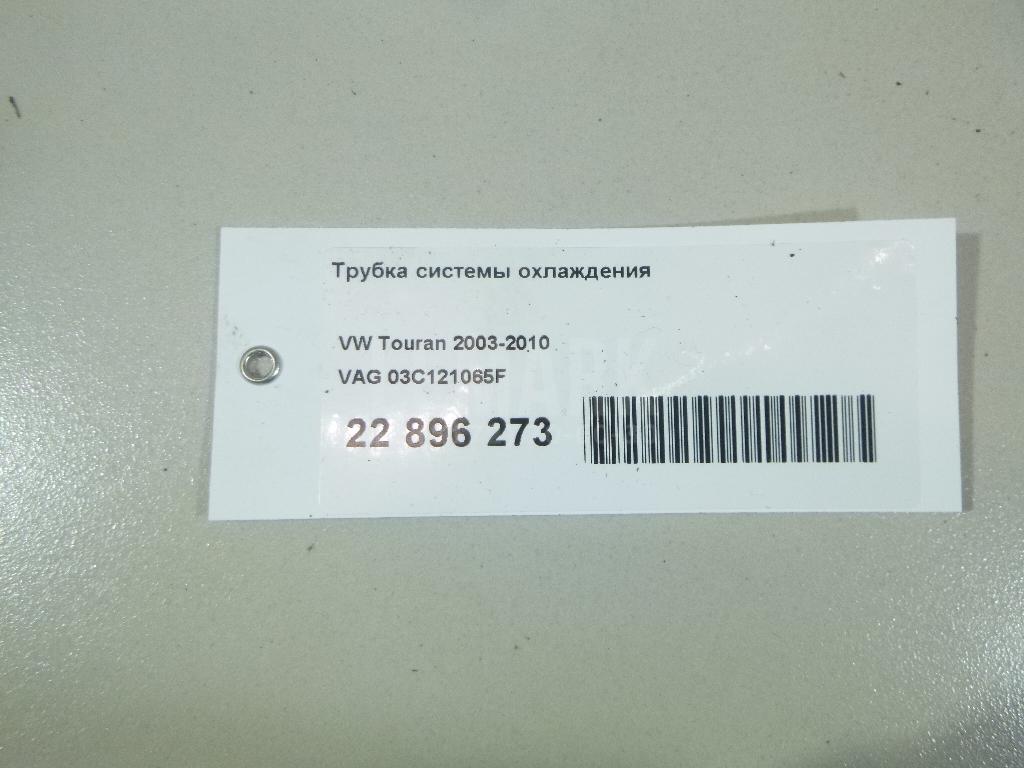 Трубка системы охлаждения
VW Touran 2003-2010
VAG 03C121065F
22 896 273